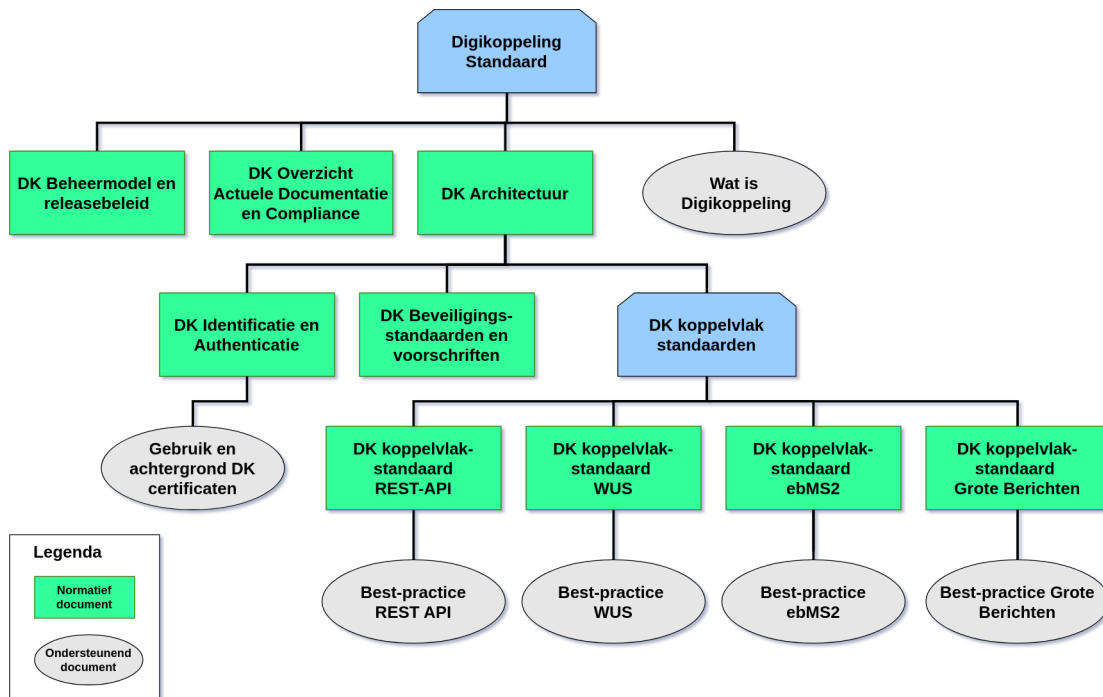 Digikoppeling
Standaard
DK Beheermodel en
releasebeleid
DK Overzicht
Actuele Documentatie
en Compliance
DK Architectuur
Wat is
Digikoppeling
DK Identificatie en
Authenticatie
DK Beveiligings-
standaarden en
voorschriften
DK koppelvlak
standaarden
Gebruik en
achtergrond DK
certificaten
DK koppelvlak-
standaard
REST-API
DK koppelvlak-
standaard
WUS
DK koppelvlak-
standaard
ebMS2
DK koppelvlak-
standaard
Grote Berichten
Best-practice
REST API
Best-practice
WUS
Best-practice
ebMS2
Best-practice Grote
Berichten
Legenda
Normatief
document
Ondersteunend
document